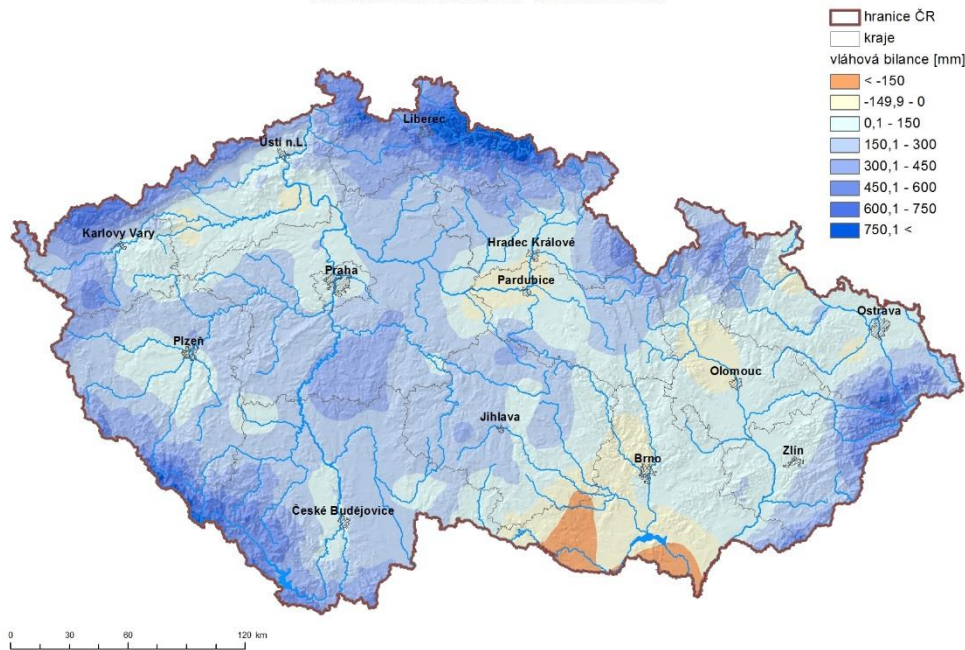 hranice ČR
kraje
vláhová bilance [mm]
< -150
-149,9 - 0
0,1 - 150
150,1 - 300
300,1 - 450
450,1 - 600
600,1 - 750
750,1 <
Liberec
Ústí n.L.
Karlovy Vary
Hradec Králové
Praha
Pardubice
Ostrava
Plzeň
Olomouc
Jihlava
Zlín
Brno
České Budějovice
0 30 60 120 km